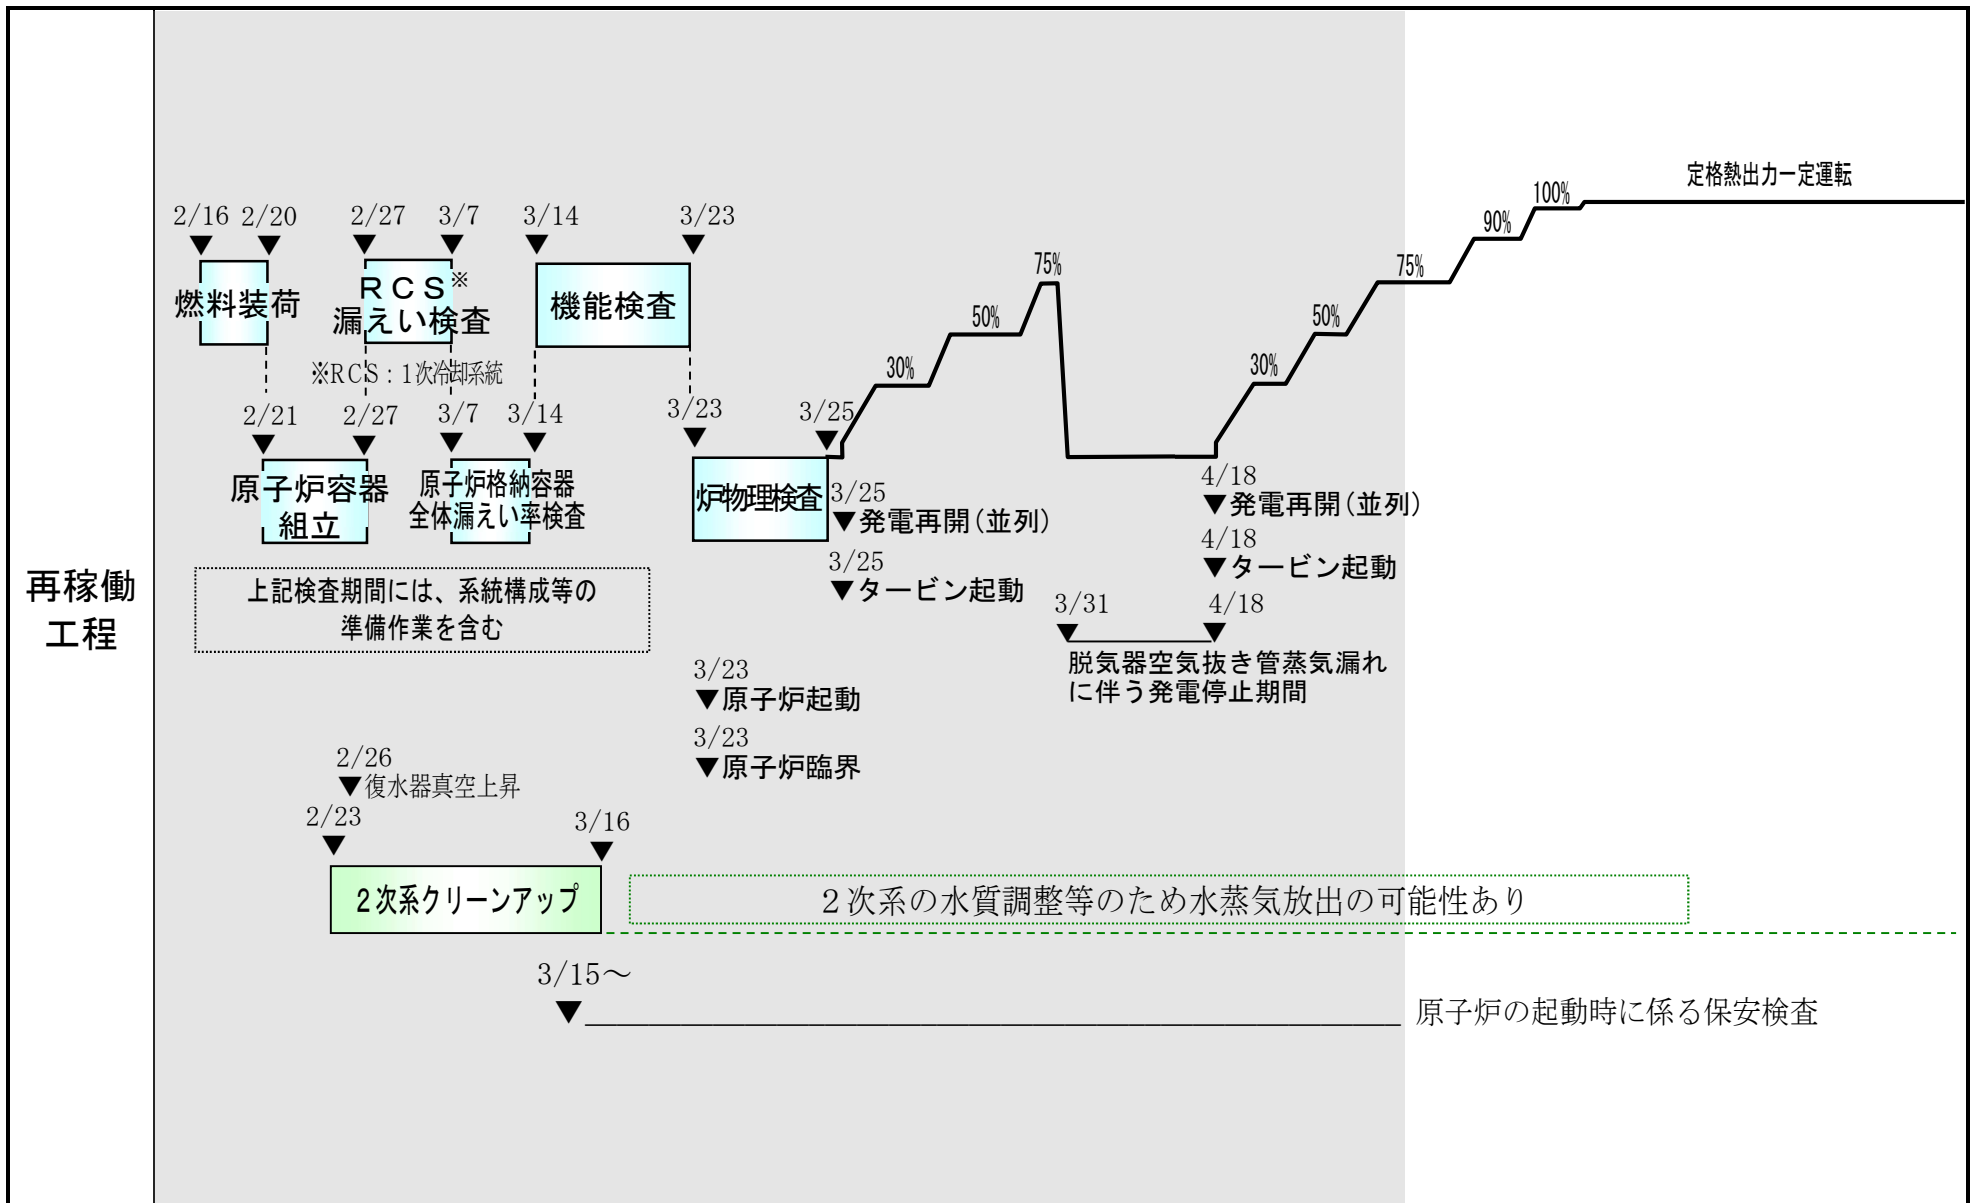 再稼働
工程
2/16 2/20
燃料装荷
2/27 3/7
RCS※
漏えい検査
※RCS:1次冷却系統
3/14 3/23
機能検査
2/21 2/27
原子炉容器
組立
3/7 3/14
原子炉格納容器
全体漏えい率検査
3/23 3/25
炉物理検査
上記検査期間には、系統構成等の
準備作業を含む
30%
50%
75%
30%
50%
75%
90%
100%
定格熱出力一定運転
3/25
▼発電再開(並列)
3/25
▼タービン起動
4/18
▼発電再開(並列)
4/18
▼タービン起動
3/31 4/18
脱気器空気抜き管蒸気漏れ
に伴う発電停止期間
3/23
▼原子炉起動
3/23
▼原子炉臨界
2/26
▼復水器真空上昇
2/23 3/16
2次系クリーンアップ
2次系の水質調整等のため水蒸気放出の可能性あり
3/15～
原子炉の起動時に係る保安検査